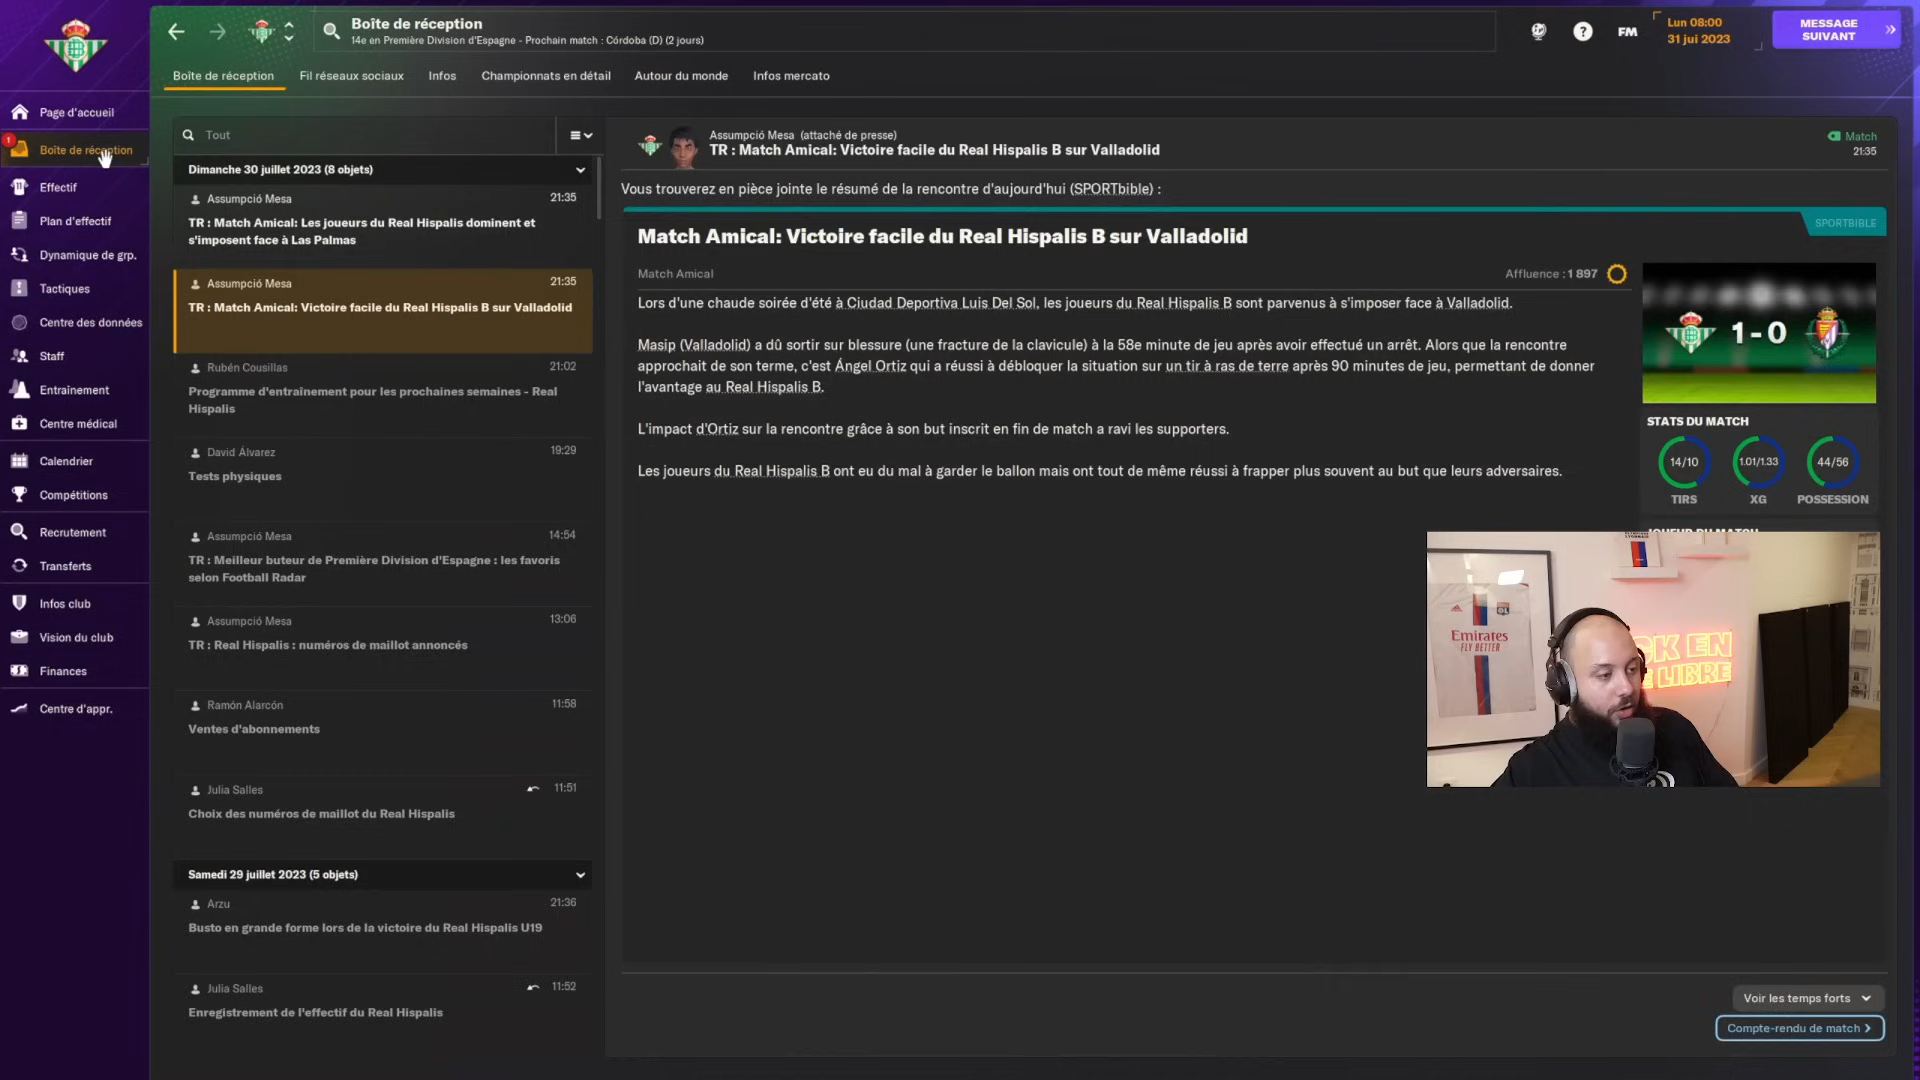 Boîte de réception
14e en Première Division d'Espagne - Prochain match : Córdoba (D) (2 jours)
FM
Lun 08:00
31 jui 2023
MESSAGE
SUIVANT
Boîte de réception
Fil réseaux sociaux
Infos
Championnats en détail
Autour du monde
Infos mercato
Page d'accueil
1
Boîte de réception
Effectif
Plan d'effectif
Dynamique de grp.
Tactiques
Centre des données
Staff
Entraînement
Centre médical
Calendrier
Compétitions
Recrutement
Transferts
Infos club
Vision du club
Finances
Centre d'appr.
Tout
Dimanche 30 juillet 2023 (8 objets)
Assumpció Mesa 21:35
TR : Match Amical: Les joueurs du Real Hispalis dominent et
s'imposent face à Las Palmas
Assumpció Mesa 21:35
TR : Match Amical: Victoire facile du Real Hispalis B sur Valladolid
Rubén Cousillas 21:02
Programme d'entraînement pour les prochaines semaines - Real
Hispalis
David Álvarez 19:29
Tests physiques
Assumpció Mesa 14:54
TR : Meilleur buteur de Première Division d'Espagne : les favoris
selon Football Radar
Assumpció Mesa 13:06
TR : Real Hispalis : numéros de maillot annoncés
Ramón Alarcón 11:58
Ventes d'abonnements
Julia Salles 11:51
Choix des numéros de maillot du Real Hispalis
Samedi 29 juillet 2023 (5 objets)
Arzu 21:36
Busto en grande forme lors de la victoire du Real Hispalis U19
Julia Salles 11:52
Enregistrement de l'effectif du Real Hispalis
Assumpció Mesa (attaché de presse)
TR : Match Amical: Victoire facile du Real Hispalis B sur Valladolid
Match
21:35
Vous trouverez en pièce jointe le résumé de la rencontre d'aujourd'hui (SPORTbible) :
SPORTBIBLE
Match Amical: Victoire facile du Real Hispalis B sur Valladolid
Match Amical
Affluence : 1 897
Lors d'une chaude soirée d'été à Ciudad Deportiva Luis Del Sol, les joueurs du Real Hispalis B sont parvenus à s'imposer face à Valladolid.
Masip (Valladolid) a dû sortir sur blessure (une fracture de la clavicule) à la 58e minute de jeu après avoir effectué un arrêt. Alors que la rencontre
approchait de son terme, c'est Ángel Ortiz qui a réussi à débloquer la situation sur un tir à ras de terre après 90 minutes de jeu, permettant de donner
l'avantage au Real Hispalis B.
L'impact d'Ortiz sur la rencontre grâce à son but inscrit en fin de match a ravi les supporters.
Les joueurs du Real Hispalis B ont eu du mal à garder le ballon mais ont tout de même réussi à frapper plus souvent au but que leurs adversaires.
1-0
STATS DU MATCH
14/10
1.01/1.33
44/56
TIRS
XG
POSSESSION
Emirates
FLY BETTER
CK EN
E LIBRE
Voir les temps forts
Compte-rendu de match